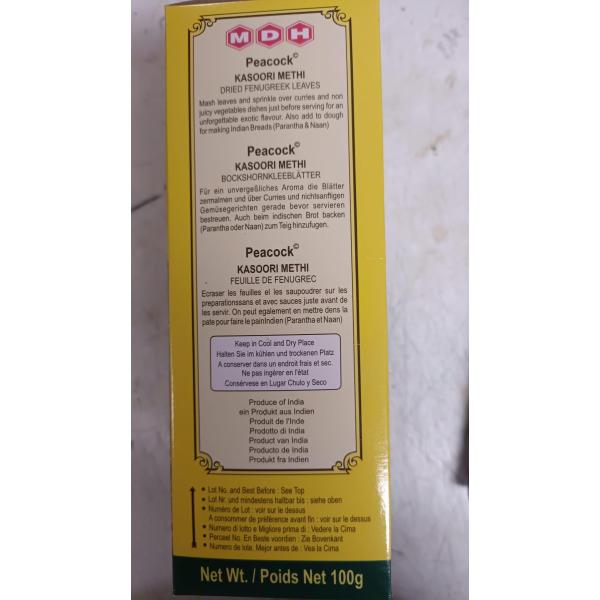 MDH
Peacock©
KASOORI METHI
DRIED FENUGREEK LEAVES
Mash leaves and sprinkle over curries and non
juicy vegetables dishes just before serving for an
unforgettable exotic flavour. Also add to dough
for making Indian Breads (Parantha & Naan)
Peacock©
KASOORI METHI
BOCKSHORNKLEEBLÄTTER
Für ein unvergeßliches Aroma die Blätter
zermalmen und über Curries und nichtsanftigen
Gemüsegerichten gerade bevor servieren
bestreuen. Auch beim indischen Brot backen
(Parantha oder Naan) zum Teig hinzufugen.
Peacock©
KASOORI METHI
FEUILLE DE FENUGREC
Ecraser les feuilles el les saupoudrer sur les
preparationssans et avec sauces juste avant de
les servir. On peut egalement en mettre dens la
pate pour faire le painIndien (Parantha et Naan)
Keep in Cool and Dry Place
Halten Sie im kühlen und trockenen Platz
A conserver dans un endroit frais et sec.
Ne pas ingérer en l'état
Consérvese en Lugar Chulo y Seco
Produce of India
ein Produkt aus Indien
Produit de l'Inde
Prodotto di India
Product van India
Producto de India
Produkt fra Indien
• Lot No. and Best Before : See Top
• Lot Nr. und mindestens hallbar bis : siehe oben
• Numéro de Lot : voir sur le dessus
A consommer de préférence avant fin : voir sur le dessus
• Numero di lotto e Migliore prima di : Vedere la Cima
• Perceel No. En Beste voordien : Zie Bovenkant
• Numero de lote. Mejor antes de : Vea la Cima
Net Wt. / Poids Net 100g